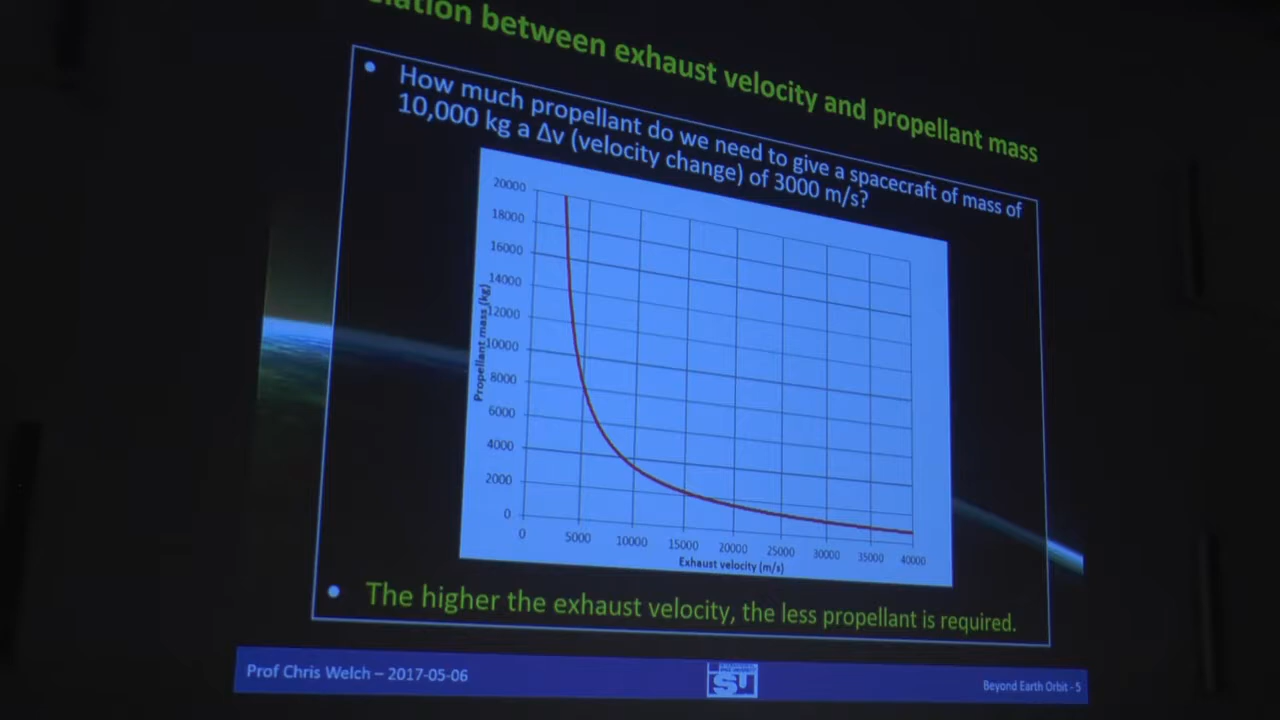 between exhaust velocity and propellant mass
• How much propellant do we need to give a spacecraft of mass of
10,000 kg a Δv (velocity change) of 3000 m/s?
20000
18000
16000
14000
12000
10000
8000
6000
4000
2000
0
Propellant mass (kg)
0 5000 10000 15000 20000 25000 30000 35000 40000
Exhaust velocity (m/s)
• The higher the exhaust velocity, the less propellant is required.
Prof Chris Welch – 2017-05-06
Beyond Earth Orbit - 5